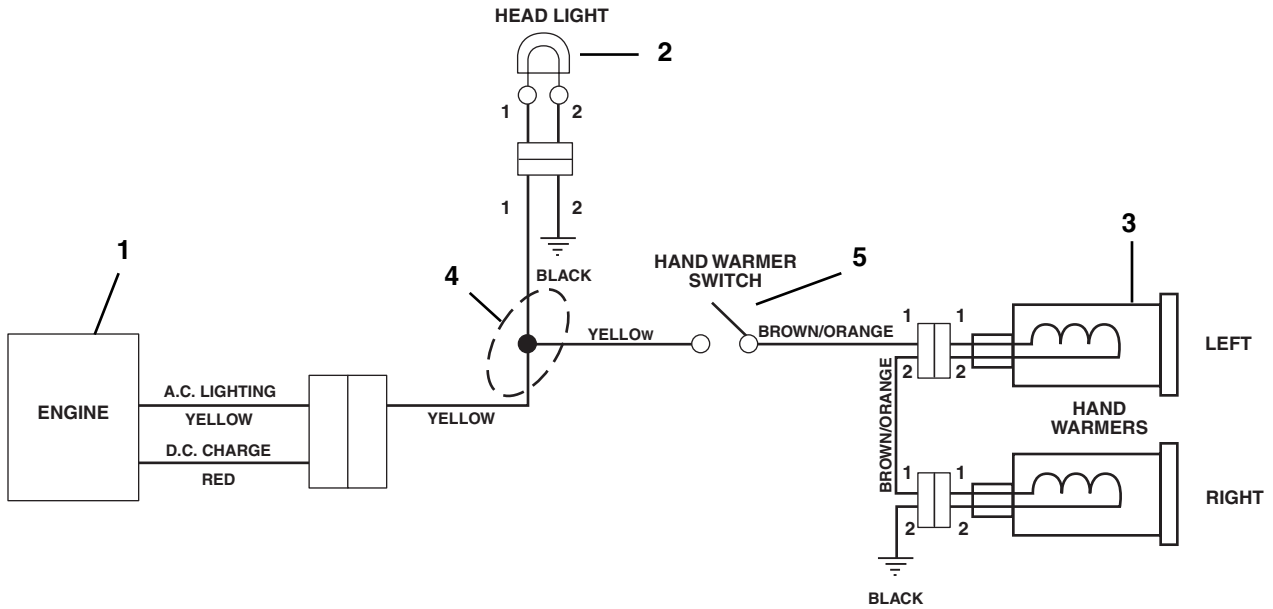 HEAD LIGHT
2
1 2
1 2
BLACK
1
4
HAND WARMER
SWITCH
5
3
YELLOW
BROWN/ORANGE
1 1
2 2
LEFT
ENGINE
A.C. LIGHTING
YELLOW
D.C. CHARGE
RED
YELLOW
BROWN/ORANGE
HAND
WARMERS
1 1
2 2
RIGHT
BLACK